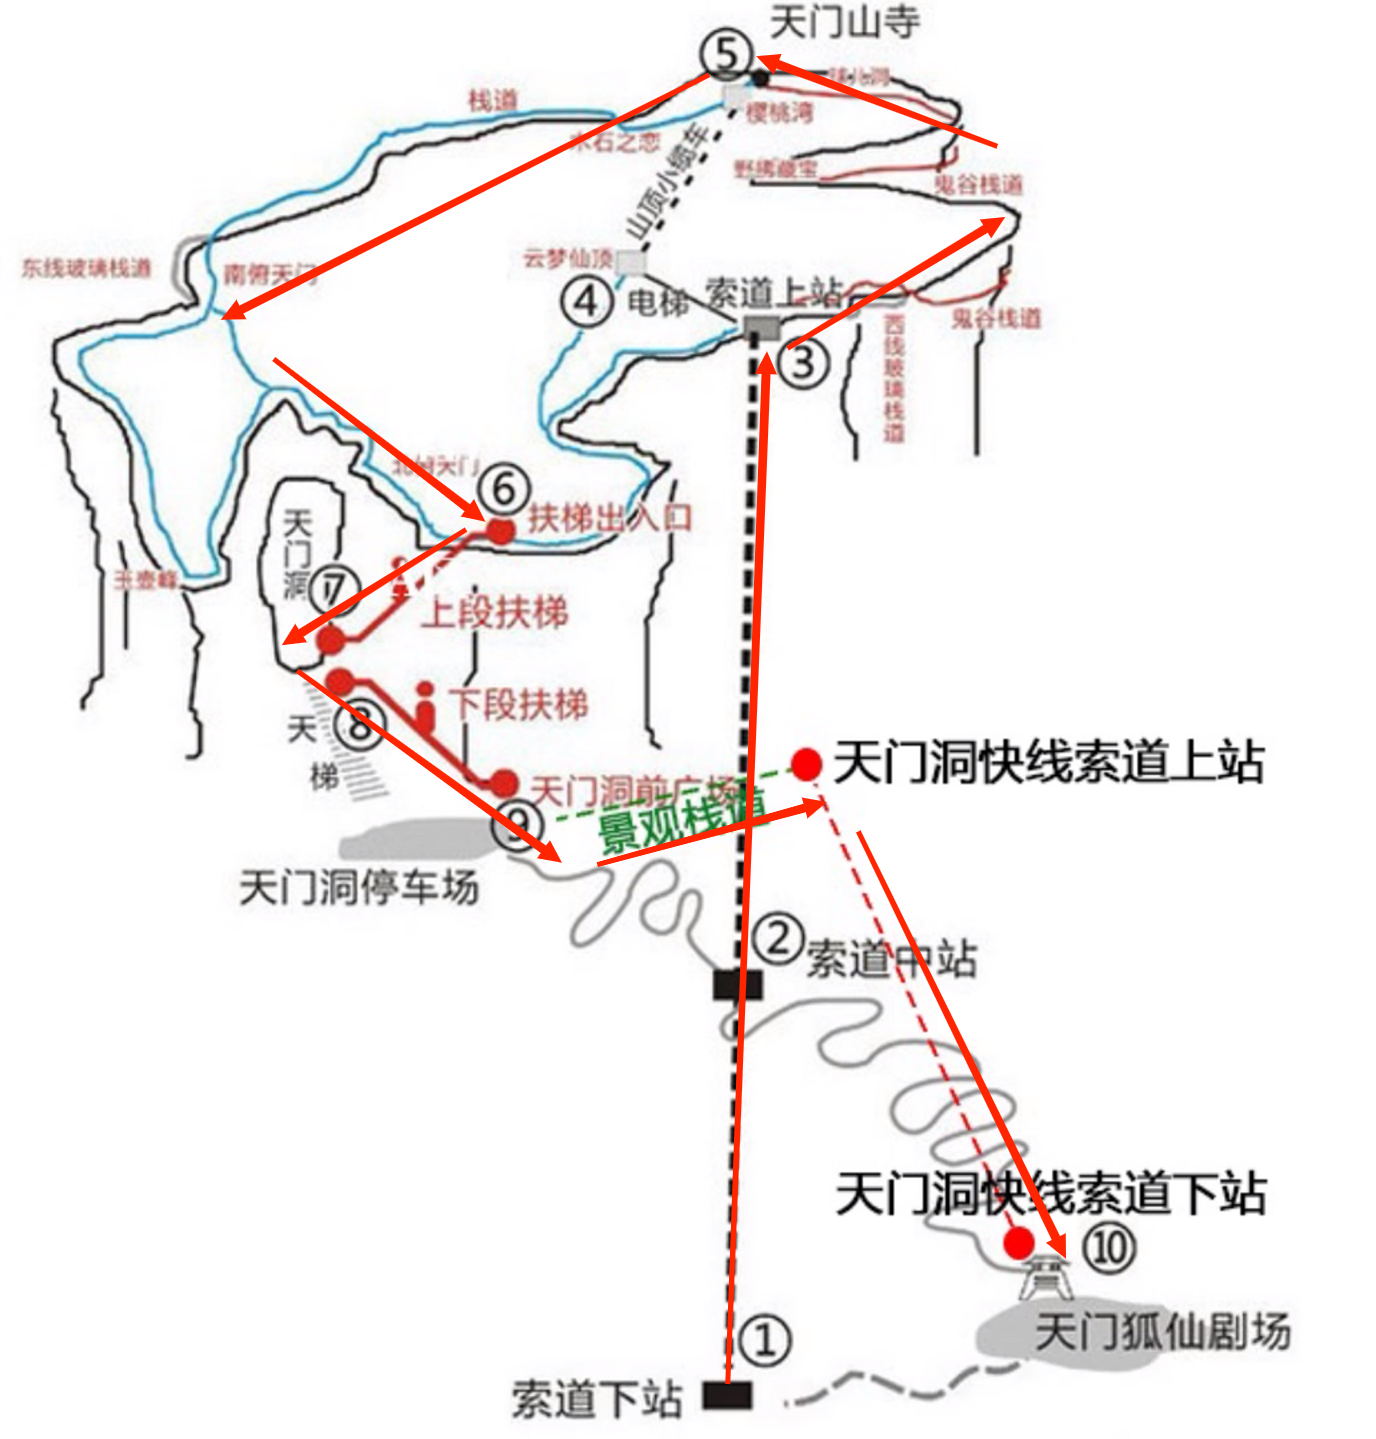 天门山寺
⑤
栈道
樱桃湾
木石之恋
山顶小缆车
野拂藏宝
鬼谷栈道
东线玻璃栈道
南俯天门
云梦仙顶
④
电梯
索道上站
③
鬼谷栈道
西线玻璃栈道
⑥
扶梯出入口
天门洞
⑦
玉壶峰
上段扶梯
下段扶梯
⑧
天梯
天门洞快线索道上站
天门洞前广场
景观栈道
⑨
天门洞停车场
②
索道中站
天门洞快线索道下站
⑩
天门狐仙剧场
①
索道下站